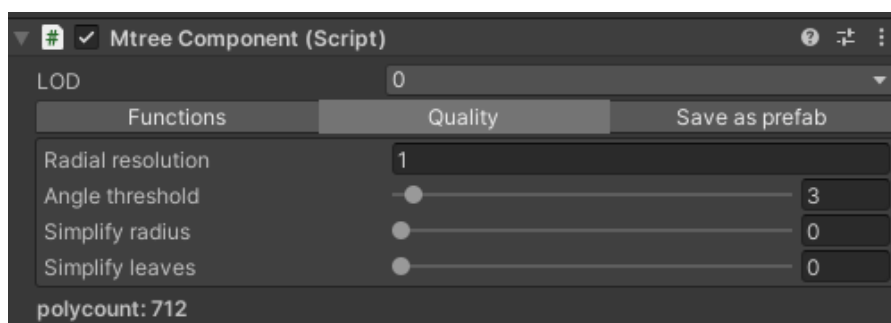 # Mtree Component (Script)
LOD 0
Functions Quality Save as prefab
Radial resolution 1
Angle threshold 3
Simplify radius 0
Simplify leaves 0
polycount: 712